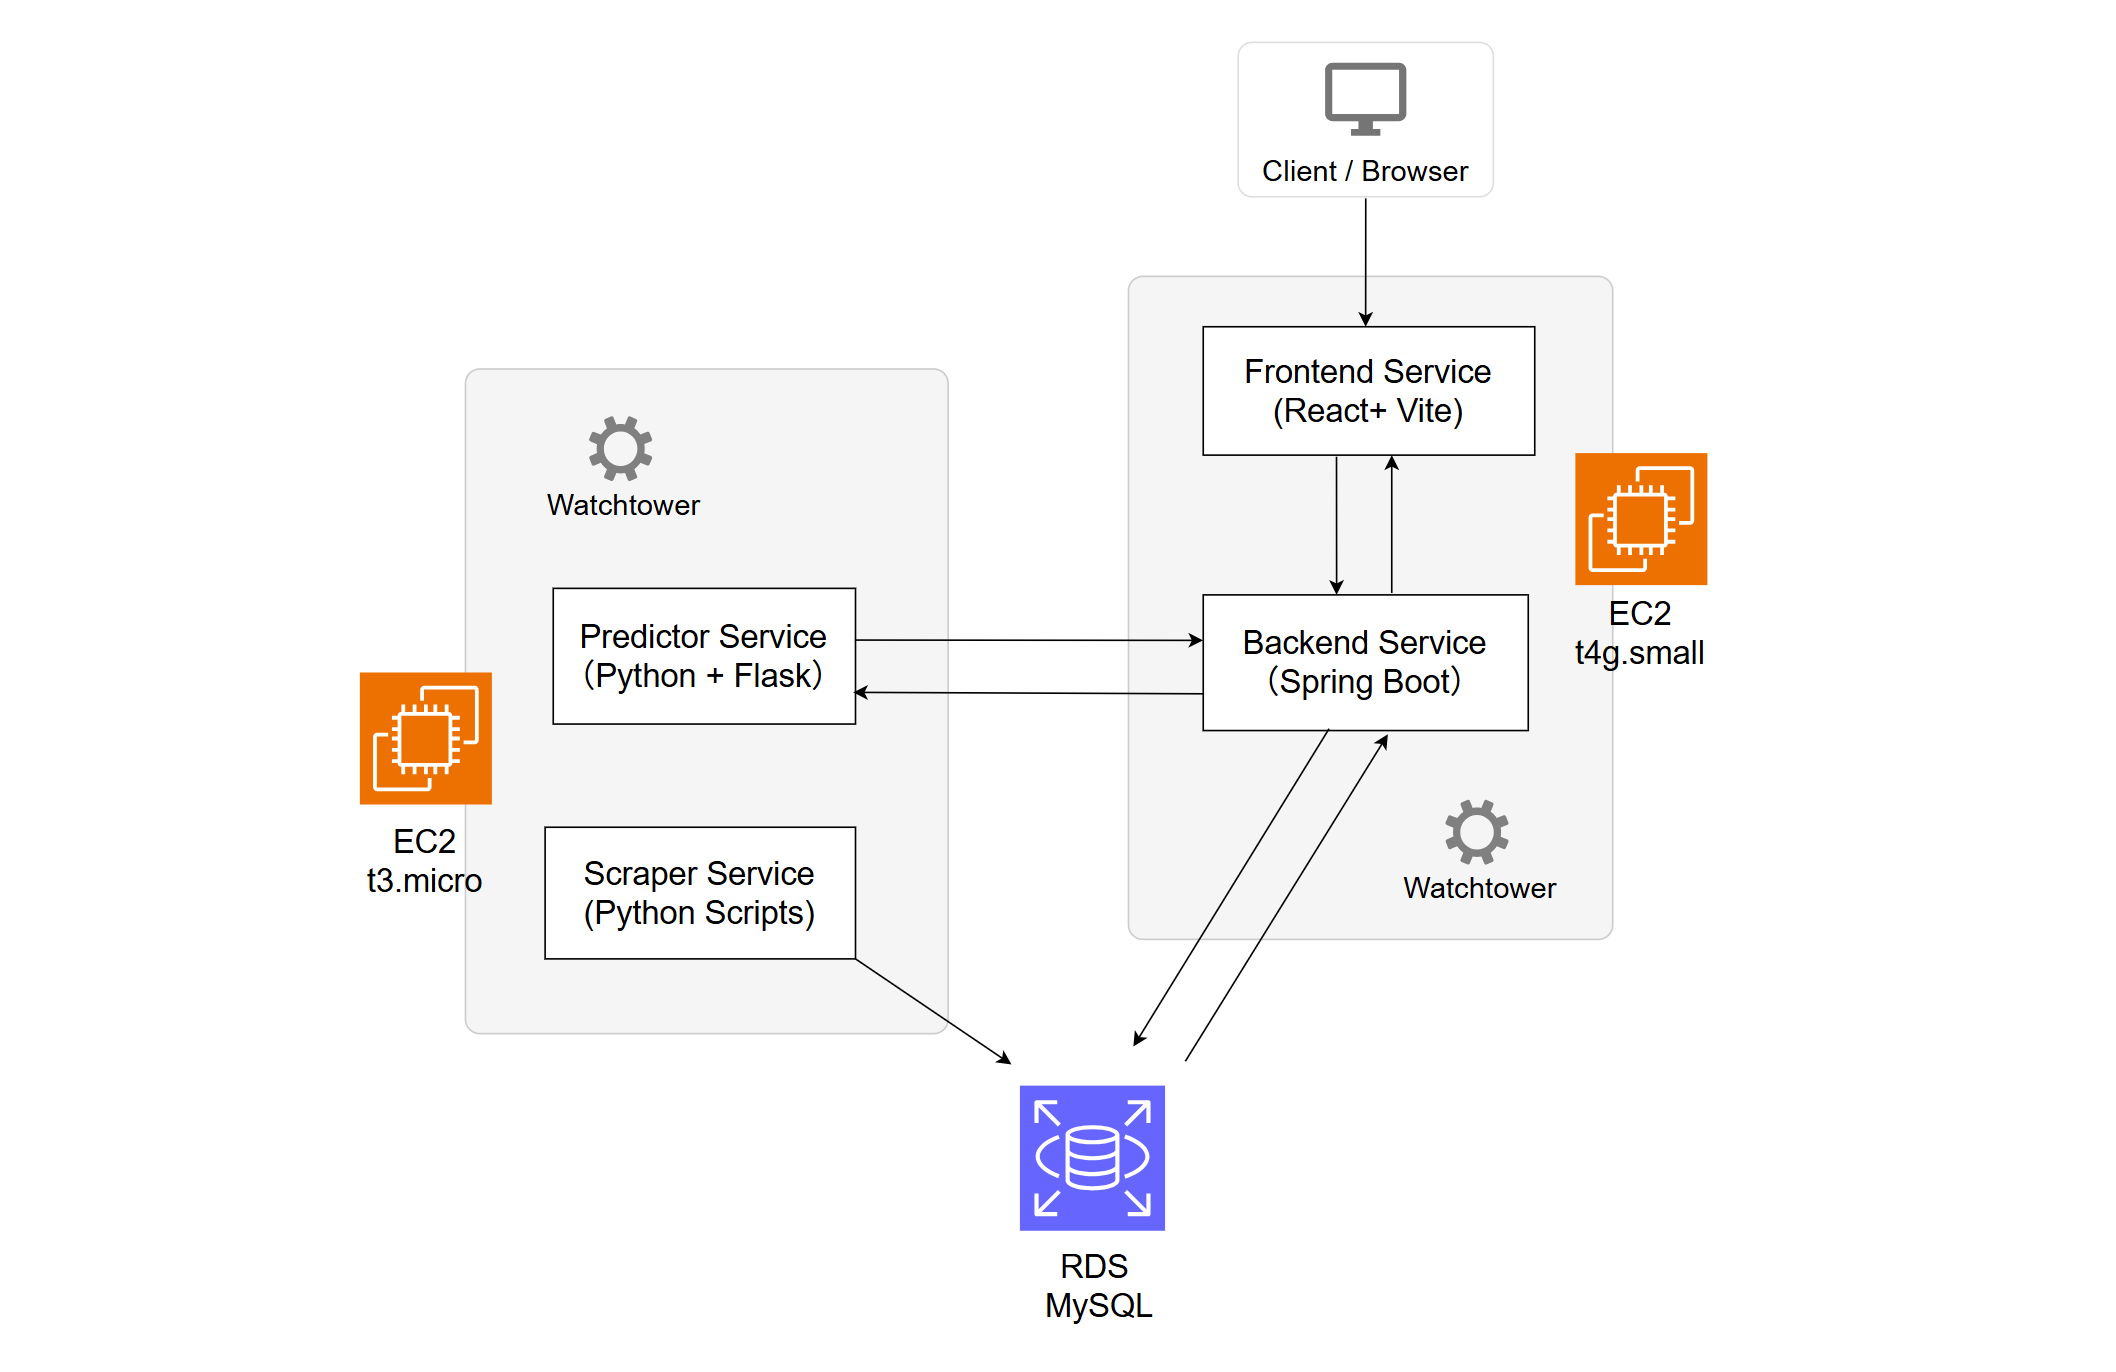 Client / Browser
Frontend Service
(React+ Vite)
Watchtower
EC2
t4g.small
Predictor Service
（Python + Flask）
Backend Service
（Spring Boot）
EC2
t3.micro
Scraper Service
(Python Scripts)
Watchtower
RDS
MySQL